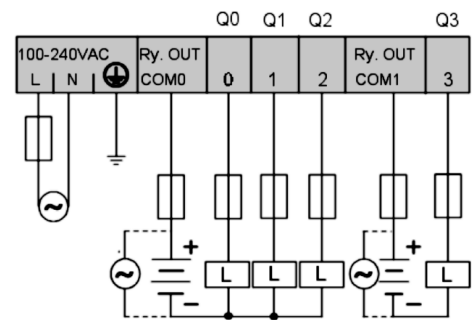 Q0 Q1 Q2 Q3
100-240VAC Ry. OUT Ry. OUT
L N COM0 0 1 2 COM1 3
+ +
L L L L
- -